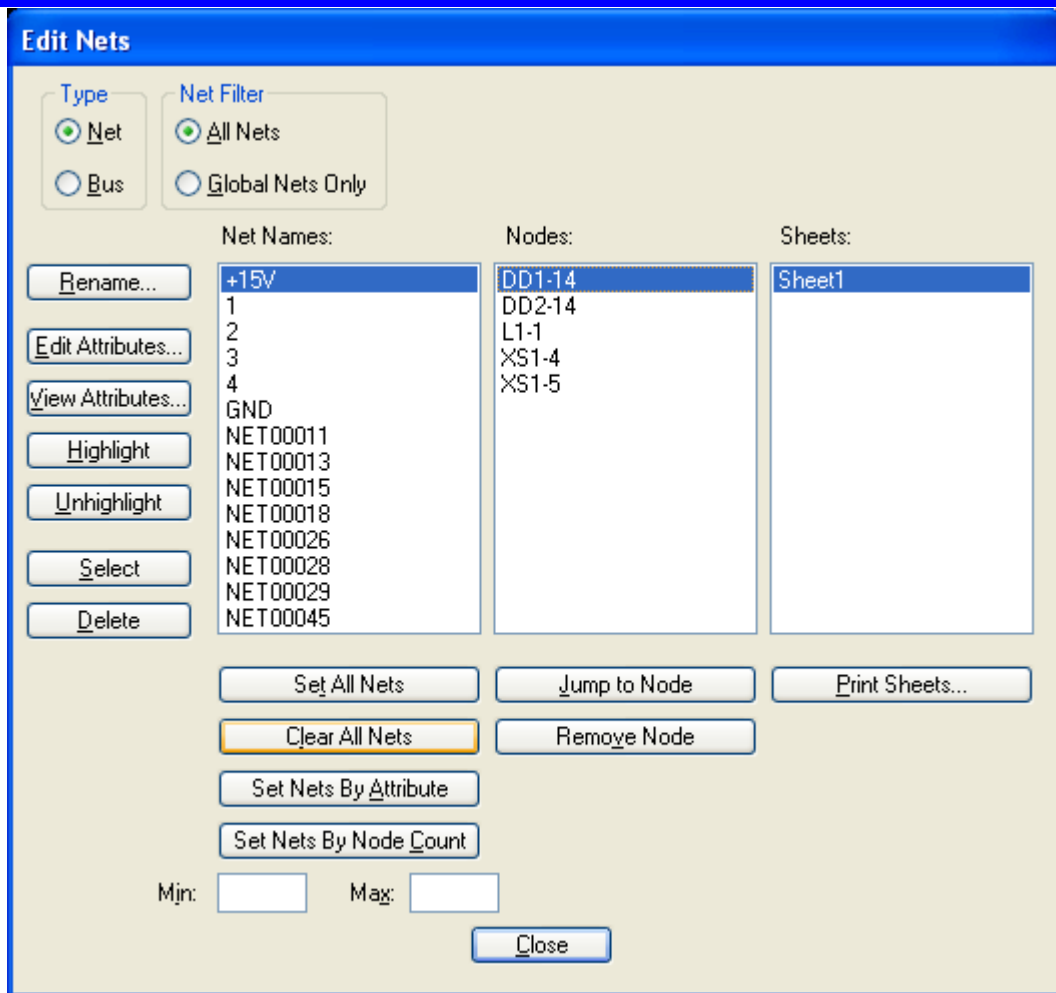 Edit Nets
Type
Net Filter
Net
All Nets
Bus
Global Nets Only
Net Names:
Nodes:
Sheets:
Rename...
Edit Attributes...
View Attributes...
Highlight
Unhighlight
Select
Delete
+15V
1
2
3
4
GND
NET00011
NET00013
NET00015
NET00018
NET00026
NET00028
NET00029
NET00045
DD1-14
DD2-14
L1-1
XS1-4
XS1-5
Sheet1
Set All Nets
Jump to Node
Print Sheets...
Clear All Nets
Remove Node
Set Nets By Attribute
Set Nets By Node Count
Min:
Max:
Close